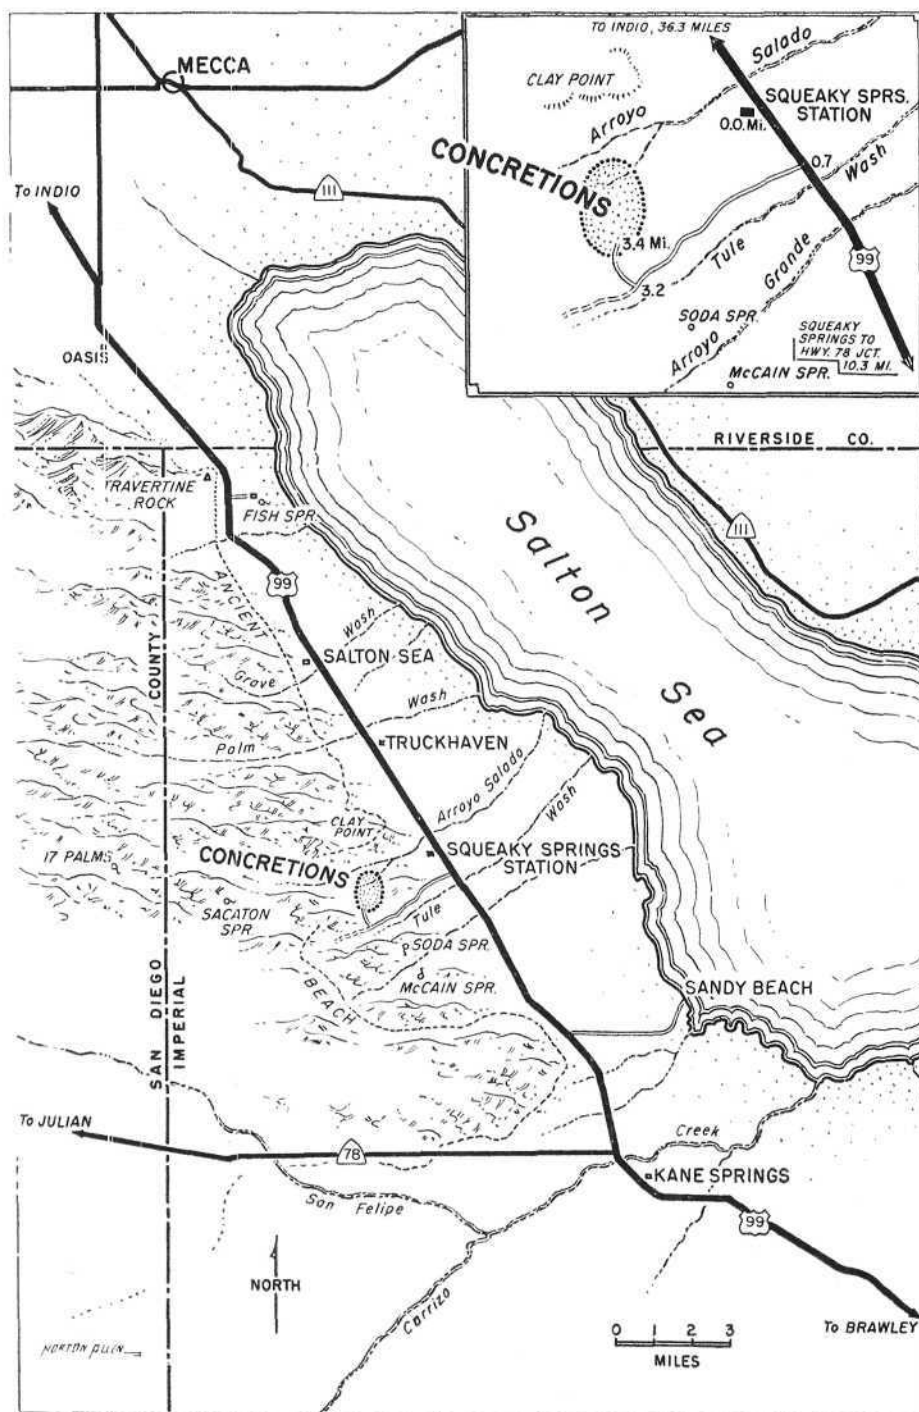 TO INDIO, 36.3 MILES
Salado
CLAY POINT
SQUEAKY SPRS.
STATION
0.0. Mi.
Arroyo
CONCRETIONS
0.7
Wash
3.4 Mi.
Tule
Grande
99
3.2
SODA SPR.
SQUEAKY
SPRINGS TO
HWY. 78 JCT.
10.3 MI.
Arroyo
McCAIN SPR.
MECCA
To INDIO
111
OASIS
RIVERSIDE CO.
TRAVERTINE
ROCK
FISH SPR.
111
Salton
Sea
99
ANCIENT
COUNTY
Wash
SALTON SEA
Grove
Wash
Palm
TRUCKHAVEN
Arroyo Salado
Wash
CLAY
POINT
SQUEAKY SPRINGS
STATION
CONCRETIONS
17 PALMS
SACATON
SPR.
Tule
SODA SPR.
McCAIN SPR.
BEACH
SANDY BEACH
SAN DIEGO
IMPERIAL
To JULIAN
78
Creek
KANE SPRINGS
San Felipe
99
NORTH
Carrizo
To BRAWLEY
0 1 2 3
MILES
NORTON ALLEN